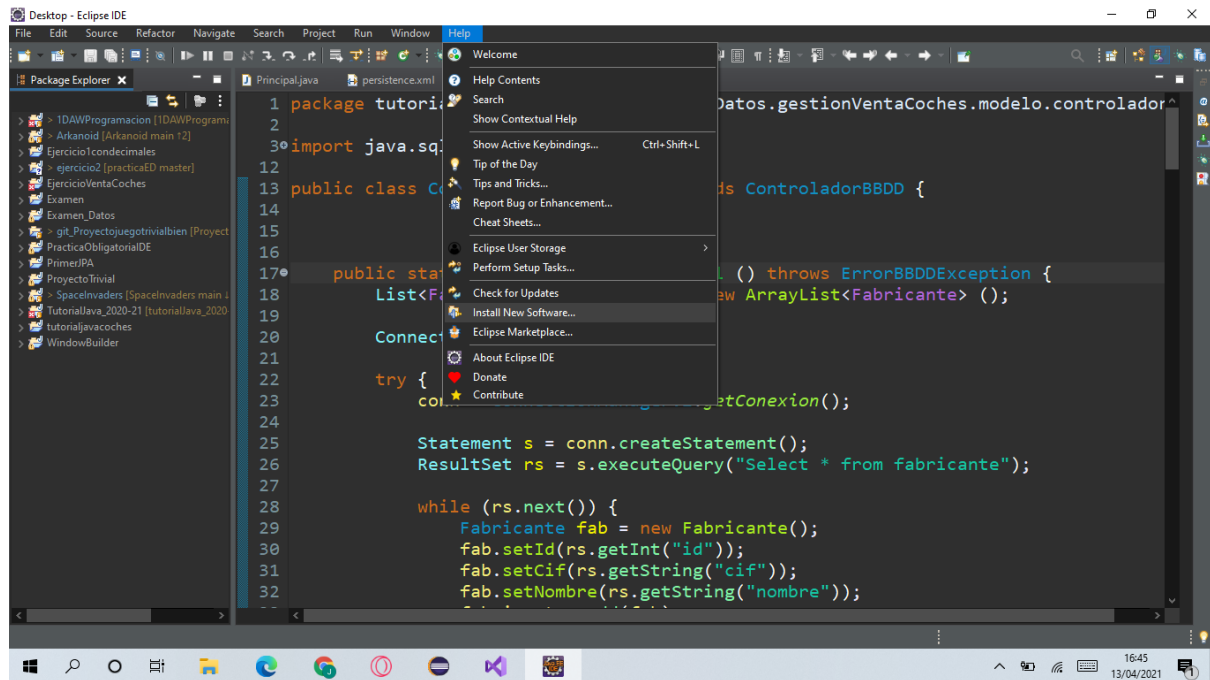 Desktop - Eclipse IDE
File Edit Source Refactor Navigate Search Project Run Window Help
Package Explorer
> 1DAWProgramacion [1DAWPrograma
> Arkanoid [Arkanoid main ↑2]
Ejercicio1condecimales
> ejercicio2 [practicaED master]
EjercicioVentaCoches
Examen
Examen_Datos
> git_Proyectojuegotrivialbien [Proyect
PracticaObligatoriaIDE
PrimerJPA
ProyectoTrivial
> SpaceInvaders [SpaceInvaders main ↓
TutorialJava_2020-21 [tutorialJava_2020-
tutorialjavacoches
WindowBuilder
Principal.java persistence.xml
Welcome
Help Contents
Search
Show Contextual Help
Show Active Keybindings... Ctrl+Shift+L
Tip of the Day
Tips and Tricks...
Report Bug or Enhancement...
Cheat Sheets...
Eclipse User Storage >
Perform Setup Tasks...
Check for Updates
Install New Software...
Eclipse Marketplace...
About Eclipse IDE
Donate
Contribute
1 package tutoria Datos.gestionVentaCoches.modelo.controlador
2
3 import java.sql
12
13 public class Co ds ControladorBBDD {
14
15
16
17 public stat () throws ErrorBBDDException {
18 List<Fa ew ArrayList<Fabricante> ();
19
20 Connect
21
22 try {
23 getConexion();
24
25 Statement s = conn.createStatement();
26 ResultSet rs = s.executeQuery("Select * from fabricante");
27
28 while (rs.next()) {
29 Fabricante fab = new Fabricante();
30 fab.setId(rs.getInt("id"));
31 fab.setCif(rs.getString("cif"));
32 fab.setNombre(rs.getString("nombre"));
16:45
13/04/2021
1